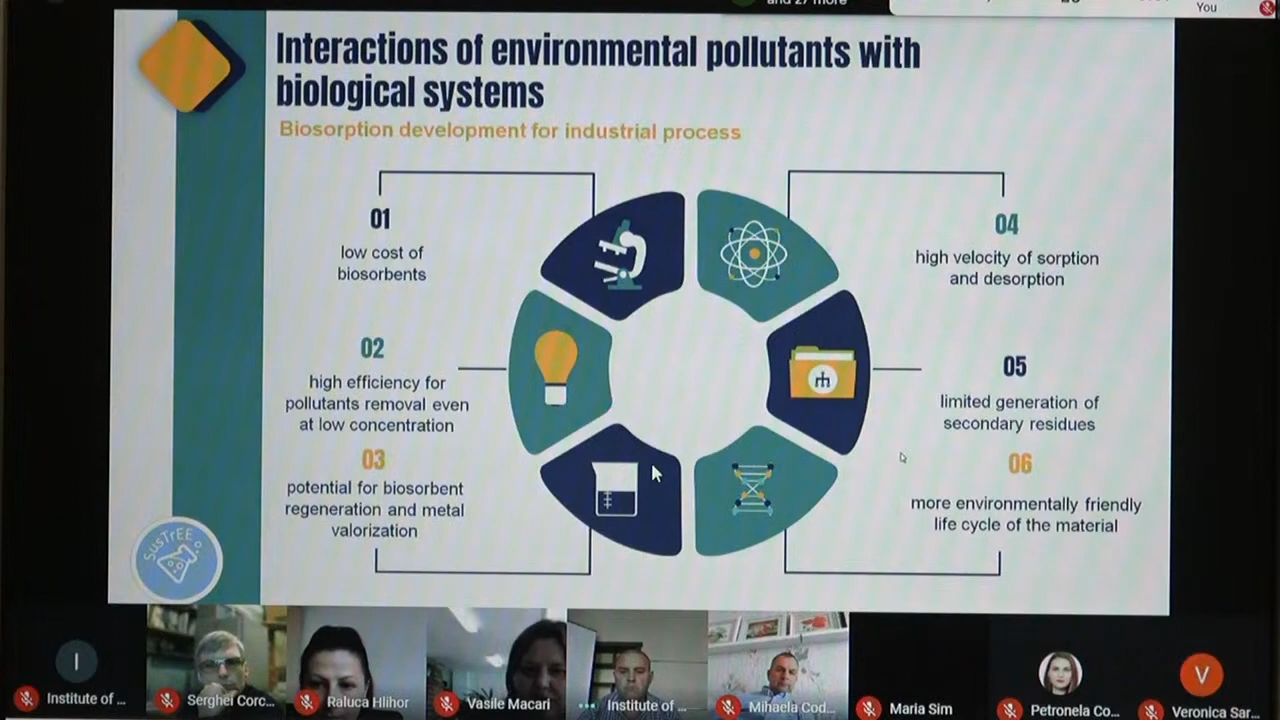 and 27 more
You
Interactions of environmental pollutants with
biological systems
Biosorption development for industrial process
01
low cost of
biosorbents
02
high efficiency for
pollutants removal even
at low concentration
03
potential for biosorbent
regeneration and metal
valorization
04
high velocity of sorption
and desorption
05
limited generation of
secondary residues
06
more environmentally friendly
life cycle of the material
SusTrEE
I
Institute of ...
Serghei Corc...
Raluca Hlihor
Vasile Macari
Institute of ...
Mihaela Cod...
Maria Sim
Petronela Co...
V
Veronica Sar...